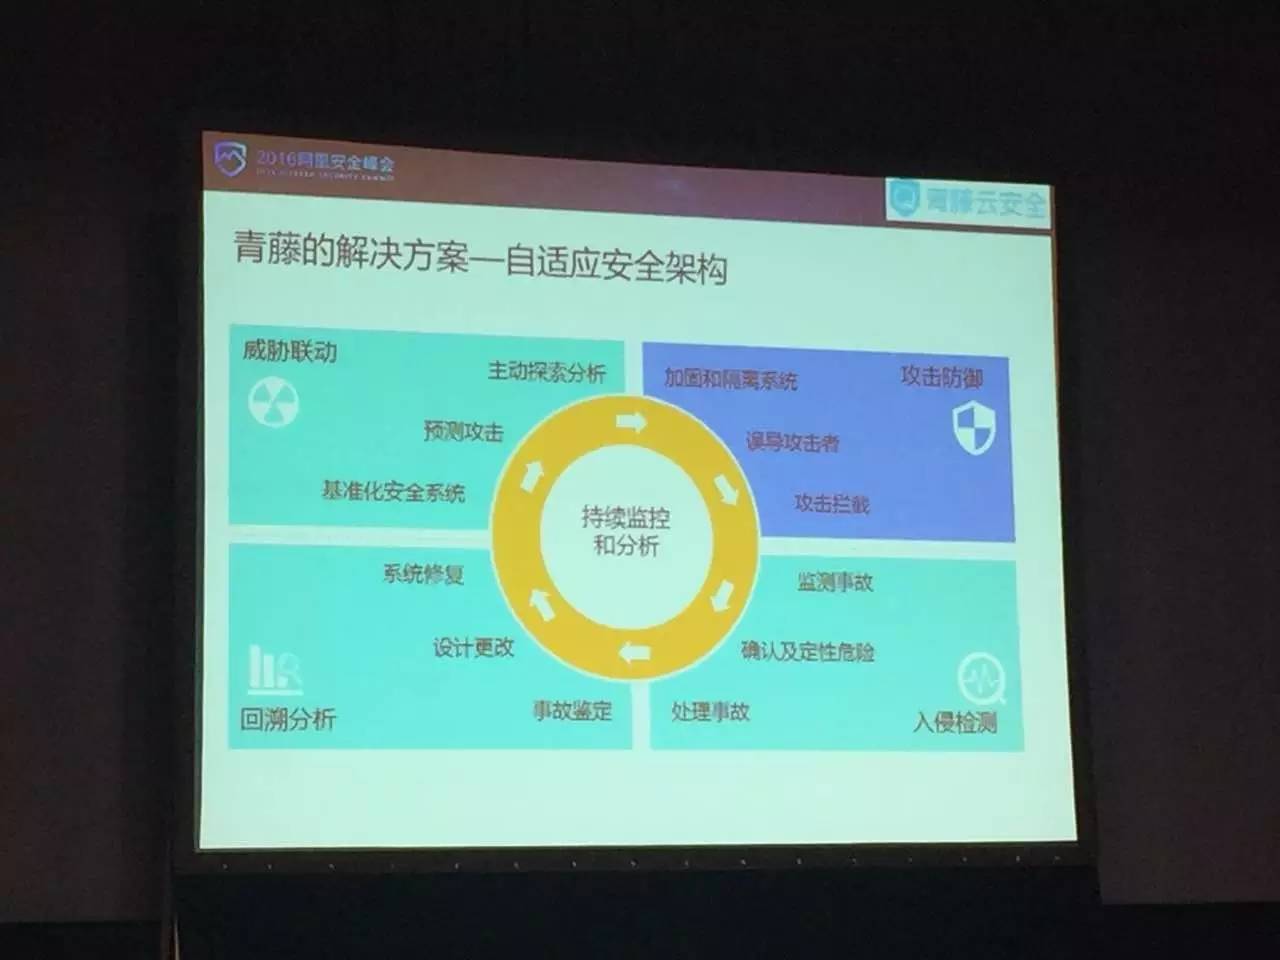 2016阿里安全峰会
青藤云安全
青藤的解决方案—自适应安全架构
威胁联动
主动探索分析
预测攻击
基准化安全系统
加固和隔离系统
攻击防御
误导攻击者
攻击拦截
持续监控
和分析
系统修复
设计更改
事故鉴定
回溯分析
监测事故
确认及定性危险
处理事故
入侵检测